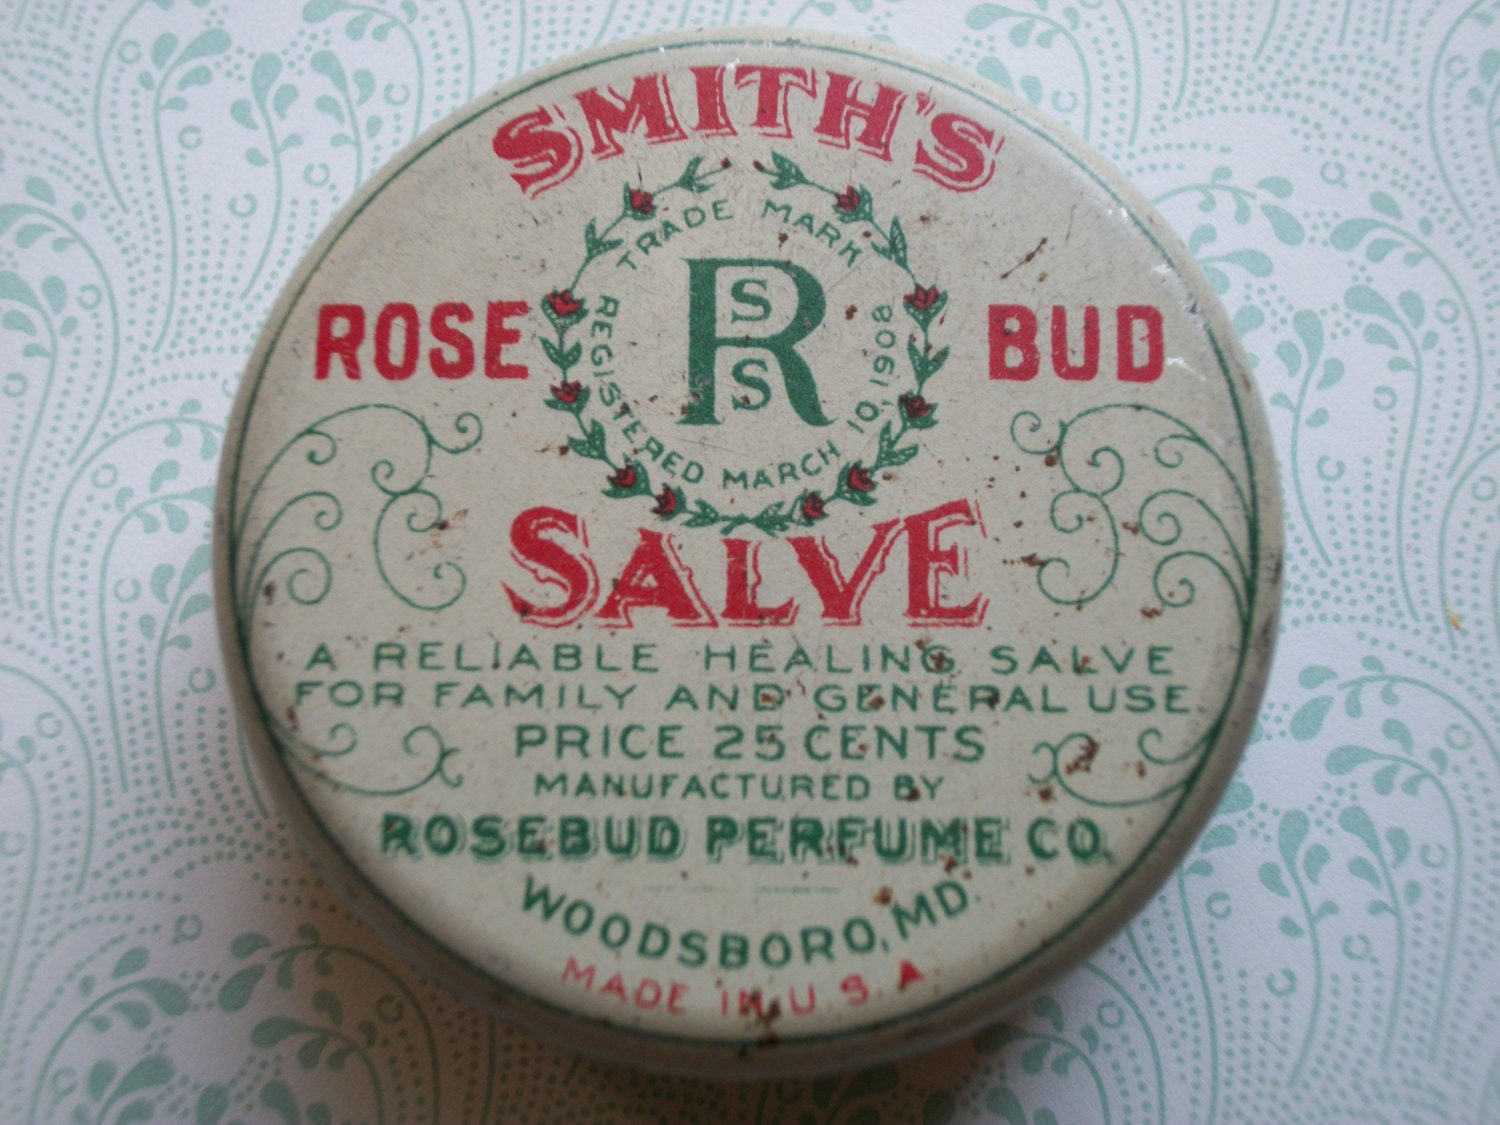 SMITH'S
TRADE MARK
REGISTERED MARCH 10, 1908
R
S
S
ROSE BUD
SALVE
A RELIABLE HEALING SALVE
FOR FAMILY AND GENERAL USE
PRICE 25 CENTS
MANUFACTURED BY
ROSEBUD PERFUME CO.
WOODSBORO, MD.
MADE IN U.S.A.